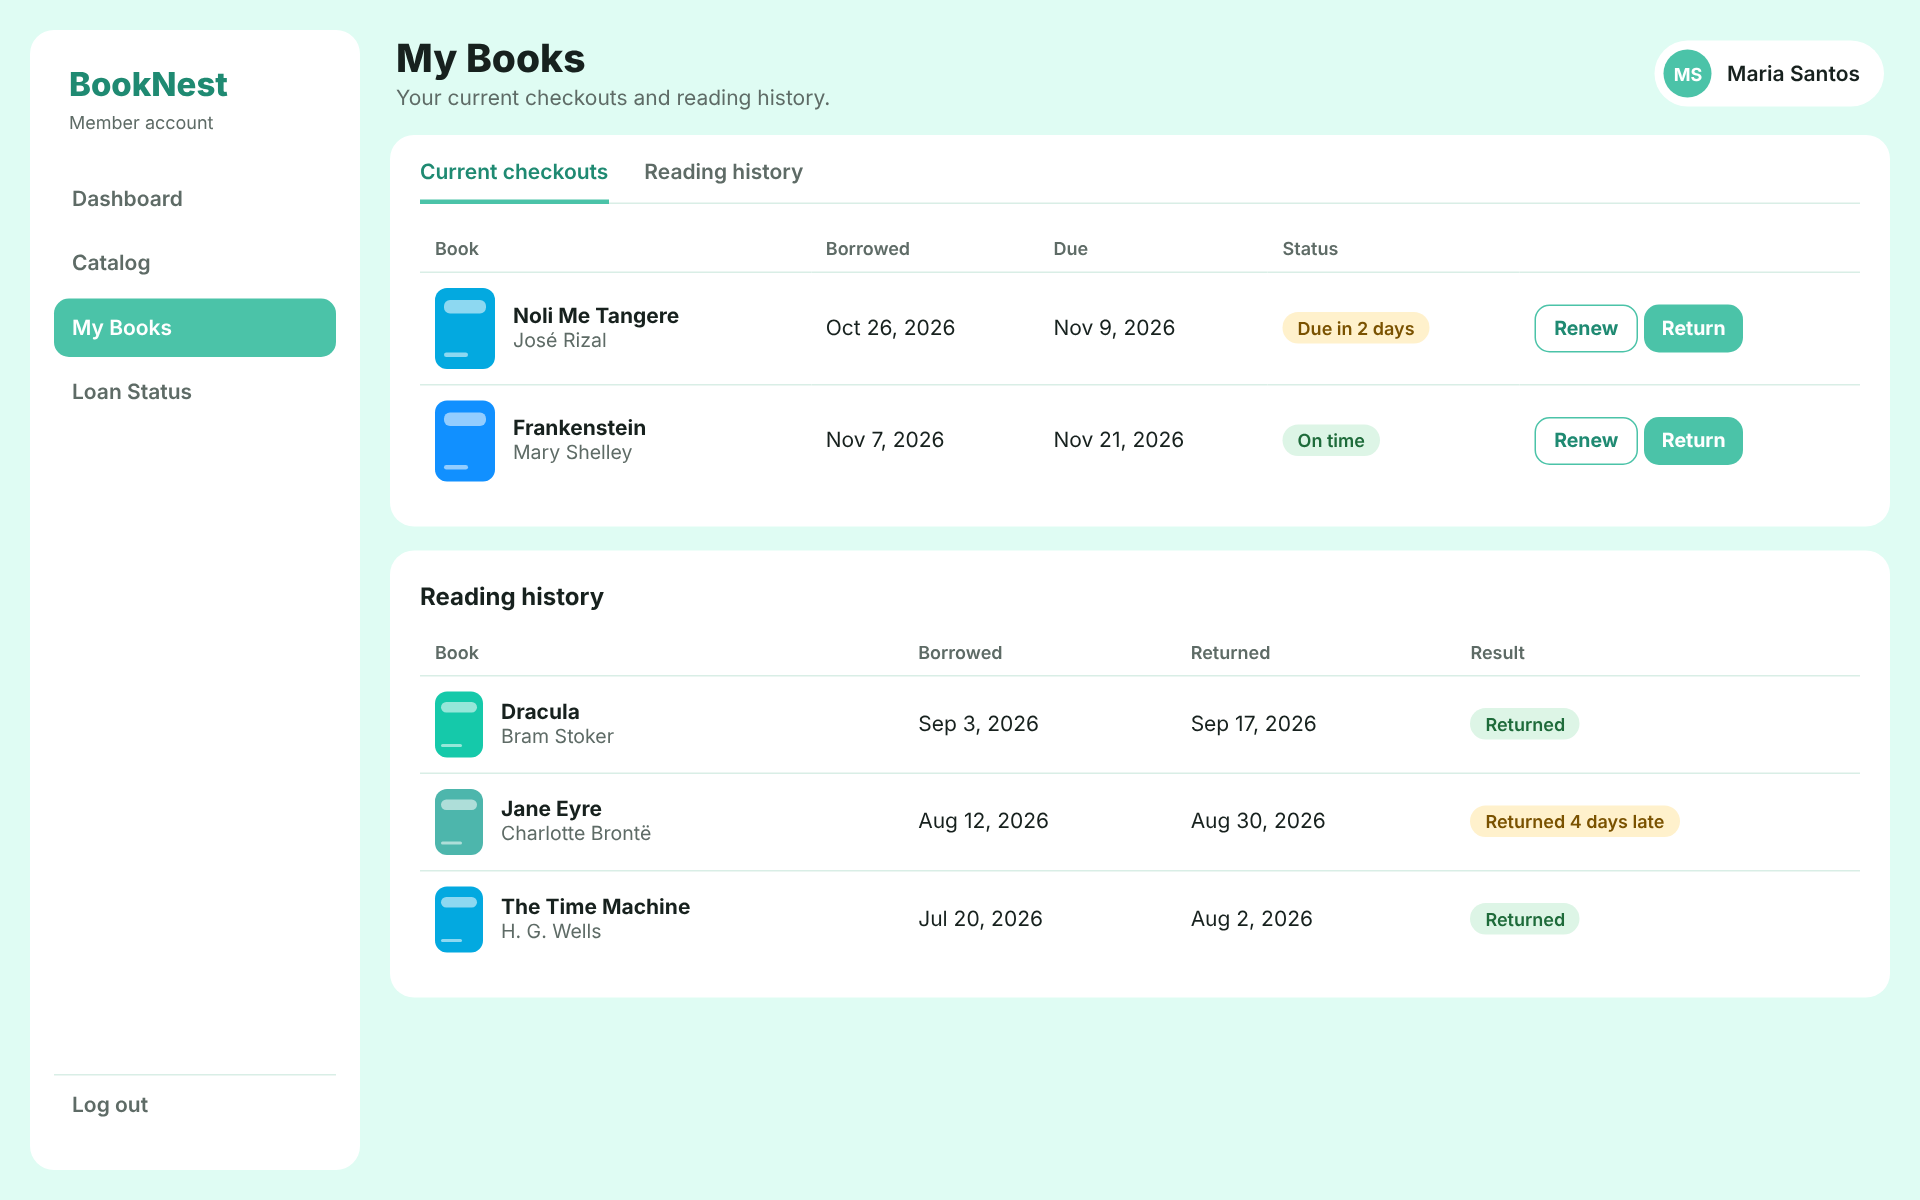 BookNest
Member account
Dashboard
Catalog
My Books
Loan Status
Log out
My Books
Your current checkouts and reading history.
MS Maria Santos
Current checkouts Reading history
Book Borrowed Due Status
Noli Me Tangere
José Rizal
Oct 26, 2026 Nov 9, 2026 Due in 2 days Renew Return
Frankenstein
Mary Shelley
Nov 7, 2026 Nov 21, 2026 On time Renew Return
Reading history
Book Borrowed Returned Result
Dracula
Bram Stoker
Sep 3, 2026 Sep 17, 2026 Returned
Jane Eyre
Charlotte Brontë
Aug 12, 2026 Aug 30, 2026 Returned 4 days late
The Time Machine
H. G. Wells
Jul 20, 2026 Aug 2, 2026 Returned